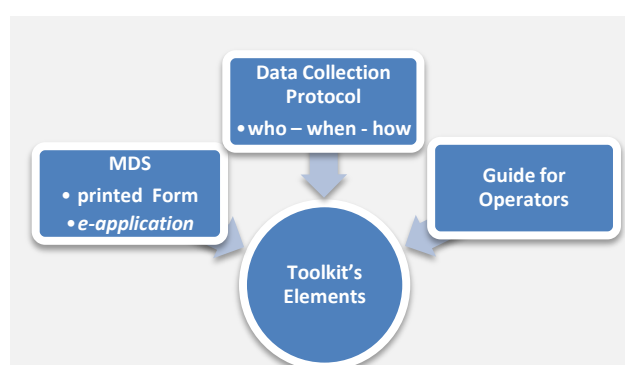 Data Collection
Protocol
•who – when - how
MDS
• printed Form
•e-application
Guide for
Operators
Toolkit’s
Elements